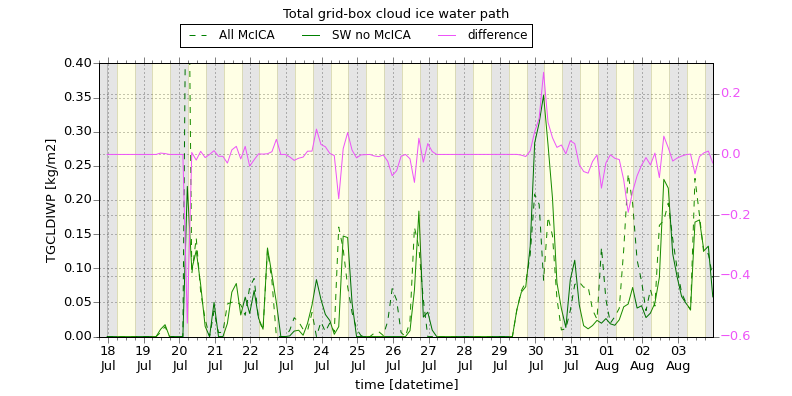 Total grid-box cloud ice water path
All McICA SW no McICA difference
0.40
0.35
0.30
0.25
0.20
0.15
0.10
0.05
0.00
TGCLDIWP [kg/m2]
0.2
0.0
−0.2
−0.4
−0.6
18 19 20 21 22 23 24 25 26 27 28 29 30 31 01 02 03
Jul Jul Jul Jul Jul Jul Jul Jul Jul Jul Jul Jul Jul Jul Aug Aug Aug
time [datetime]